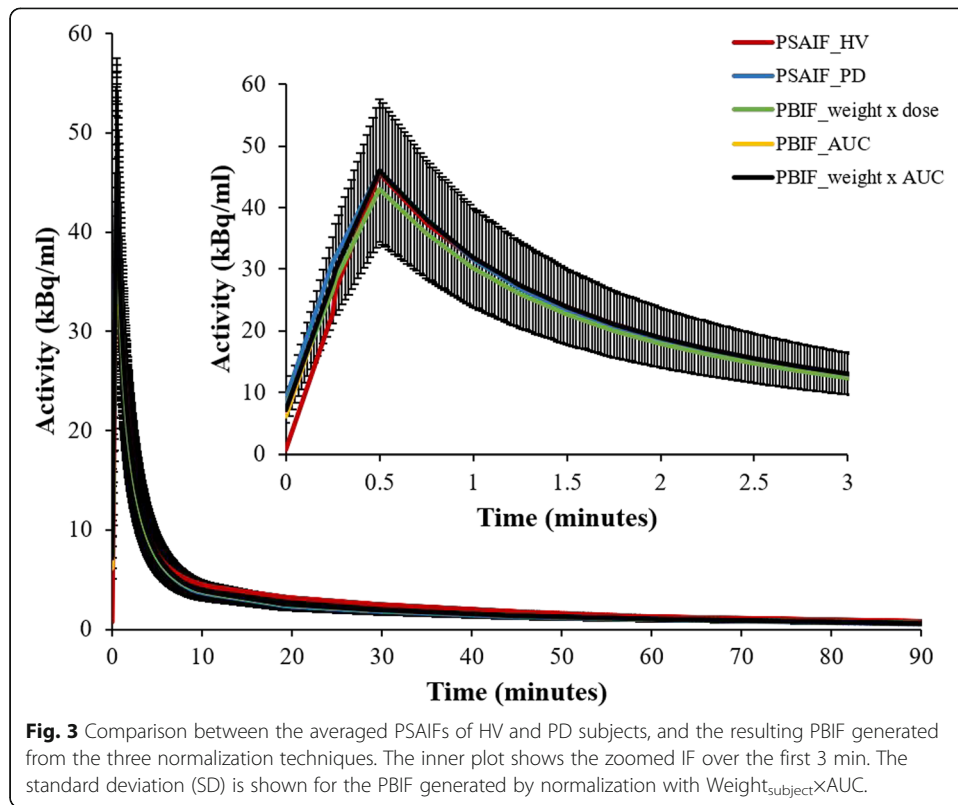 60
50
40
30
20
10
0
Activity (kBq/ml)
0 10 20 30 40 50 60 70 80 90
Time (minutes)
60
50
40
30
20
10
0
Activity (kBq/ml)
0 0.5 1 1.5 2 2.5 3
Time (minutes)
PSAIF_HV
PSAIF_PD
PBIF_weight x dose
PBIF_AUC
PBIF_weight x AUC
Fig. 3 Comparison between the averaged PSAIFs of HV and PD subjects, and the resulting PBIF generated
from the three normalization techniques. The inner plot shows the zoomed IF over the first 3 min. The
standard deviation (SD) is shown for the PBIF generated by normalization with Weightsubject×AUC.